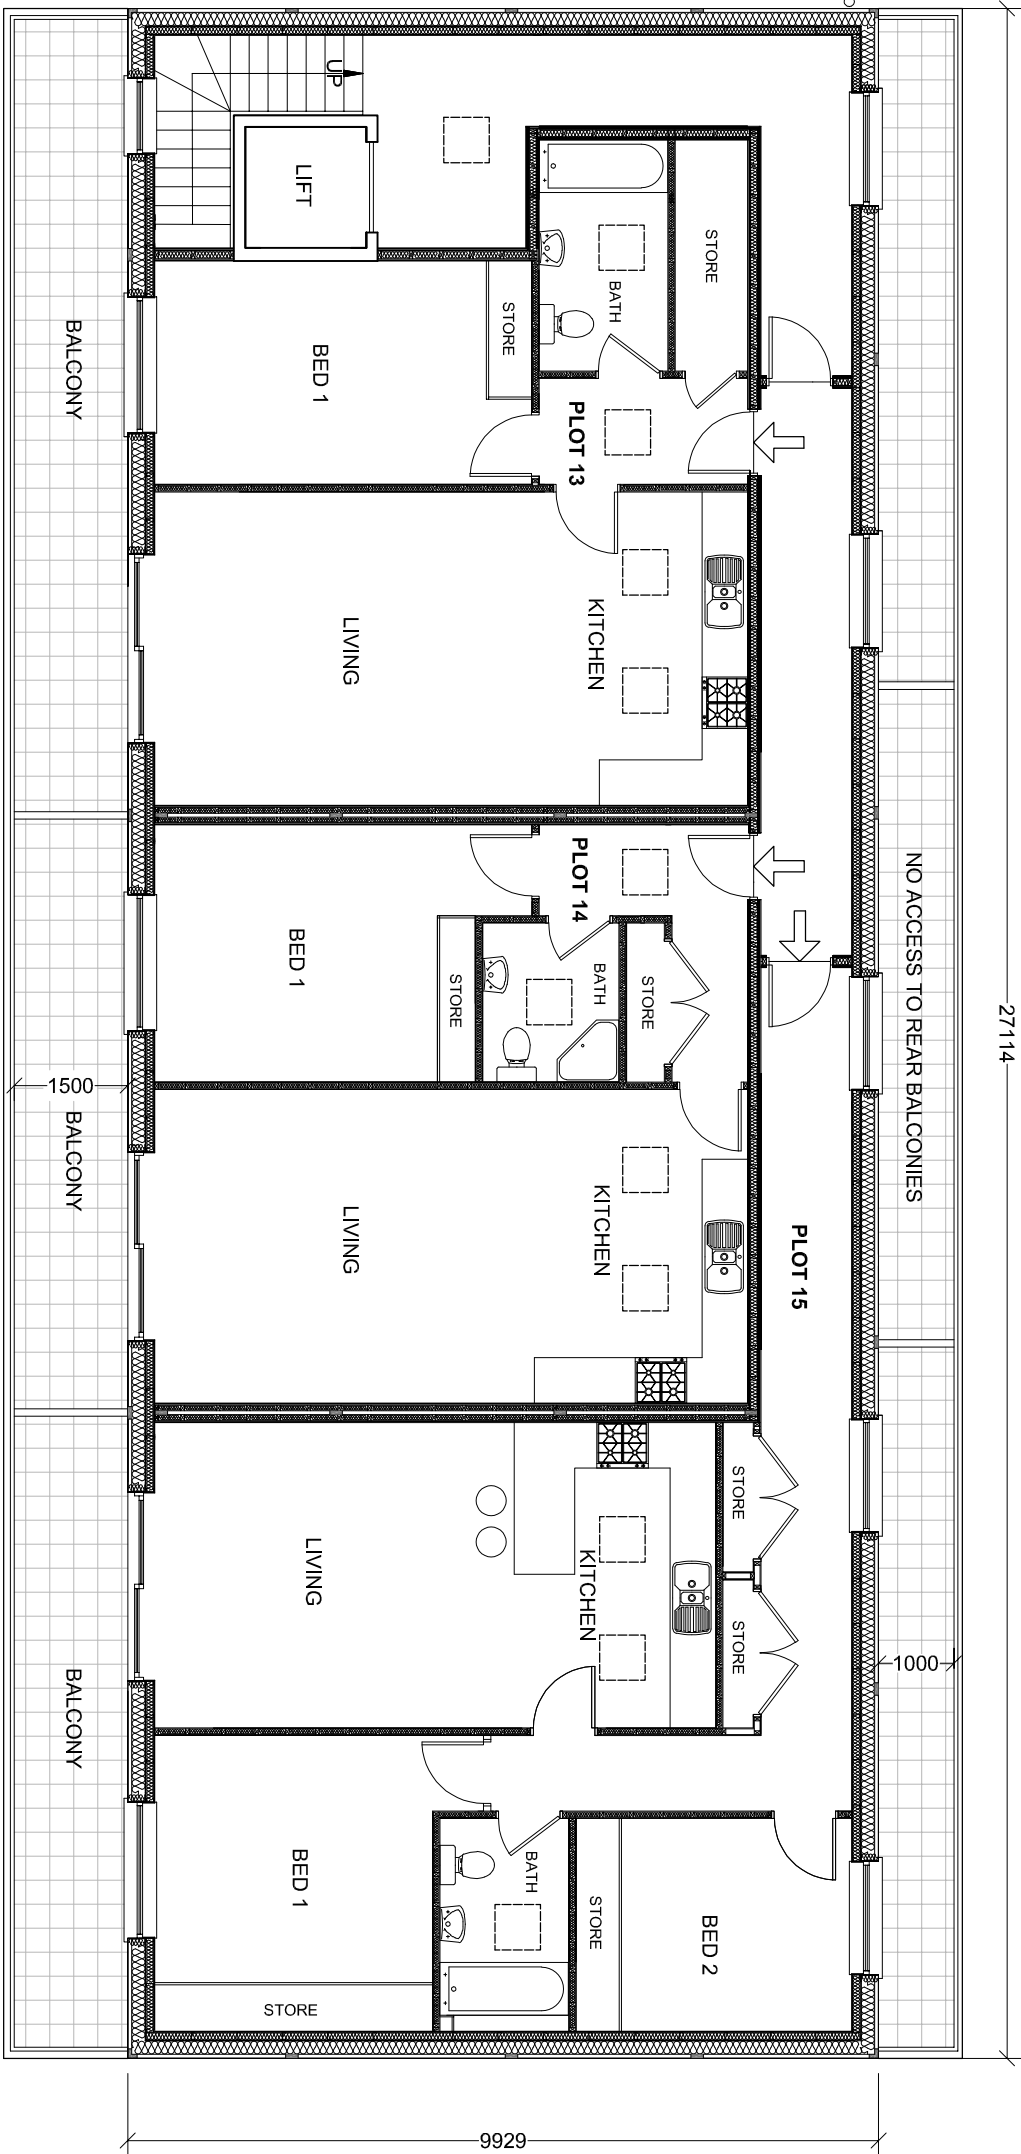 UP
LIFT
STORE
BATH
STORE
BED 1
BALCONY
PLOT 13
LIVING
KITCHEN
PLOT 14
BED 1
STORE
BATH
STORE
NO ACCESS TO REAR BALCONIES
27114
1500
BALCONY
LIVING
KITCHEN
PLOT 15
STORE
LIVING
KITCHEN
STORE
1000
BALCONY
BED 1
BATH
STORE
BED 2
STORE
9929